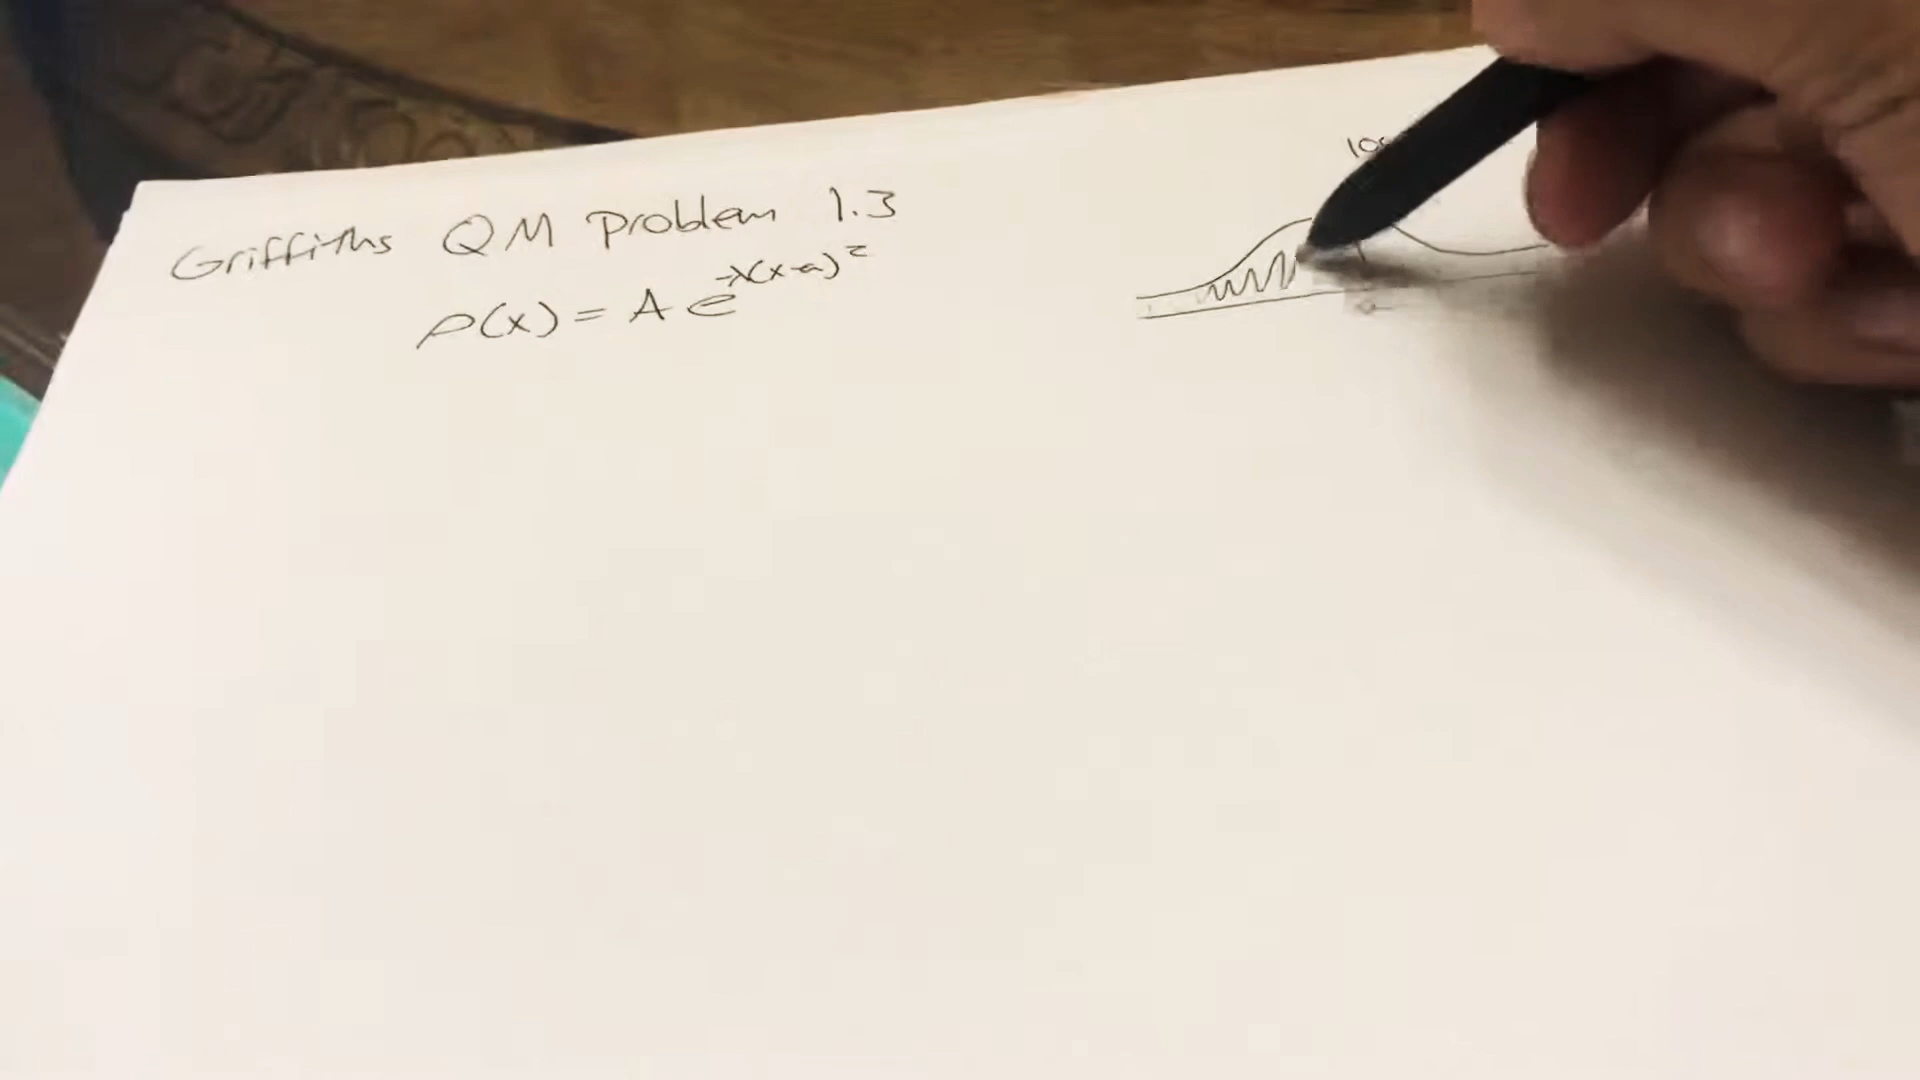 Griffiths QM Problem 1.3
ρ(x) = A e^{-λ(x-a)²}
a